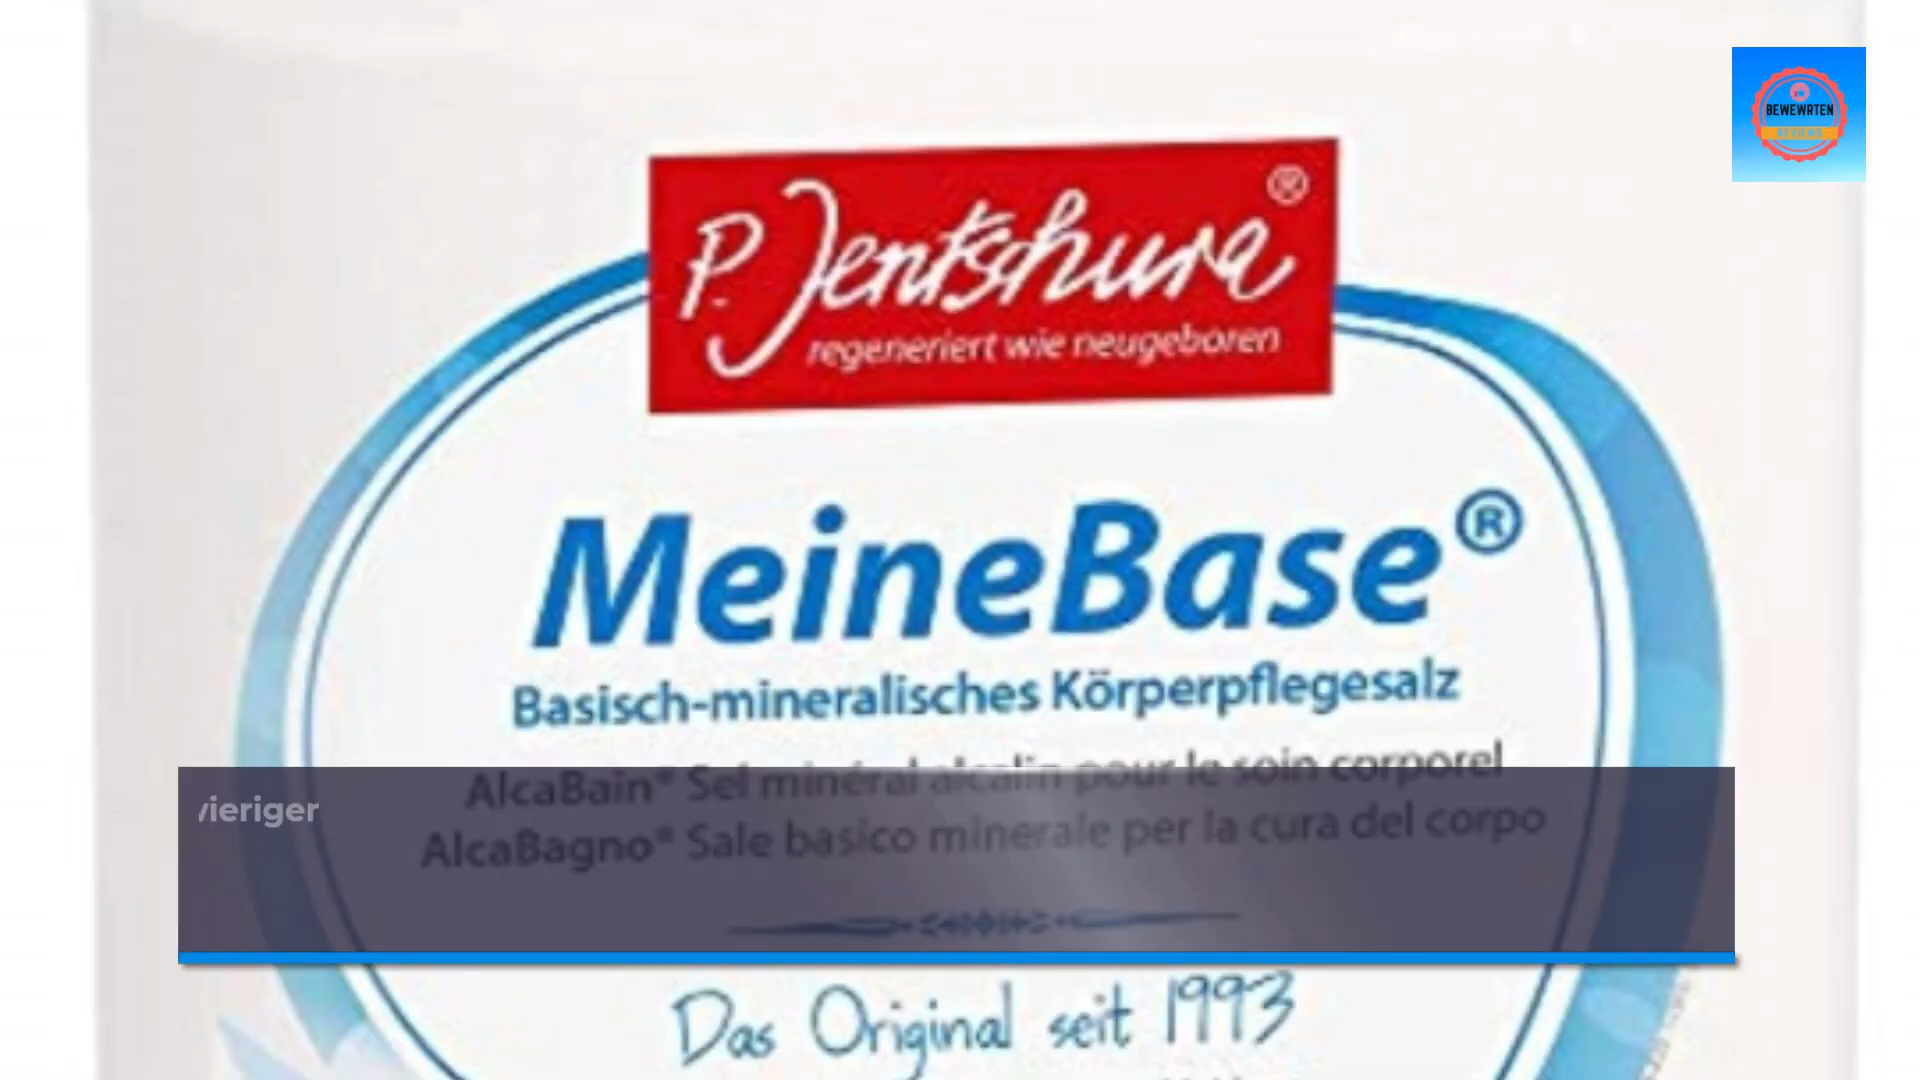 BEWEWRTEN
P. Jentschura®
regeneriert wie neugeboren
MeineBase®
Basisch-mineralisches Körperpflegesalz
AlcaBain® Sel minéral alcalin pour le soin corporel
vieriger
AlcaBagno® Sale basico minerale per la cura del corpo
Das Original seit 1993